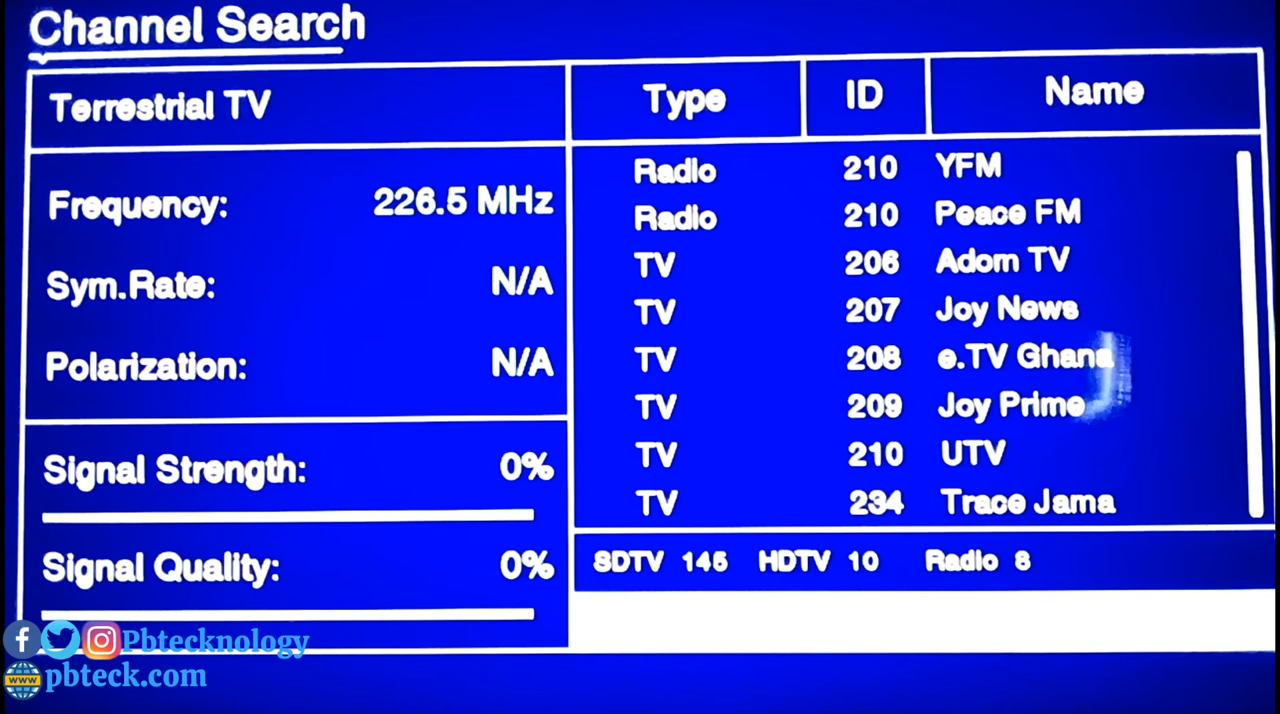 Channel Search
Terrestrial TV
Frequency: 226.5 MHz
Sym.Rate: N/A
Polarization: N/A
Signal Strength: 0%
Signal Quality: 0%
Type ID Name
Radio 210 YFM
Radio 210 Peace FM
TV 206 Adom TV
TV 207 Joy News
TV 208 e.TV Ghana
TV 209 Joy Prime
TV 210 UTV
TV 234 Trace Jama
SDTV 145 HDTV 10 Radio 8
Pbtecknology
www pbteck.com